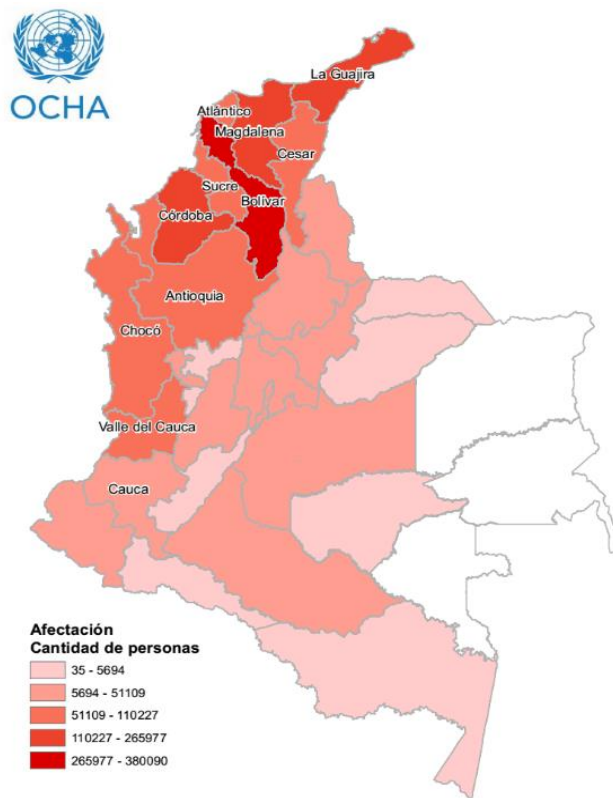 OCHA
La Guajira
Atlántico
Magdalena
Cesar
Sucre
Bolívar
Córdoba
Antioquia
Chocó
Valle del Cauca
Cauca
Afectación
Cantidad de personas
35 - 5694
5694 - 51109
51109 - 110227
110227 - 265977
265977 - 380090